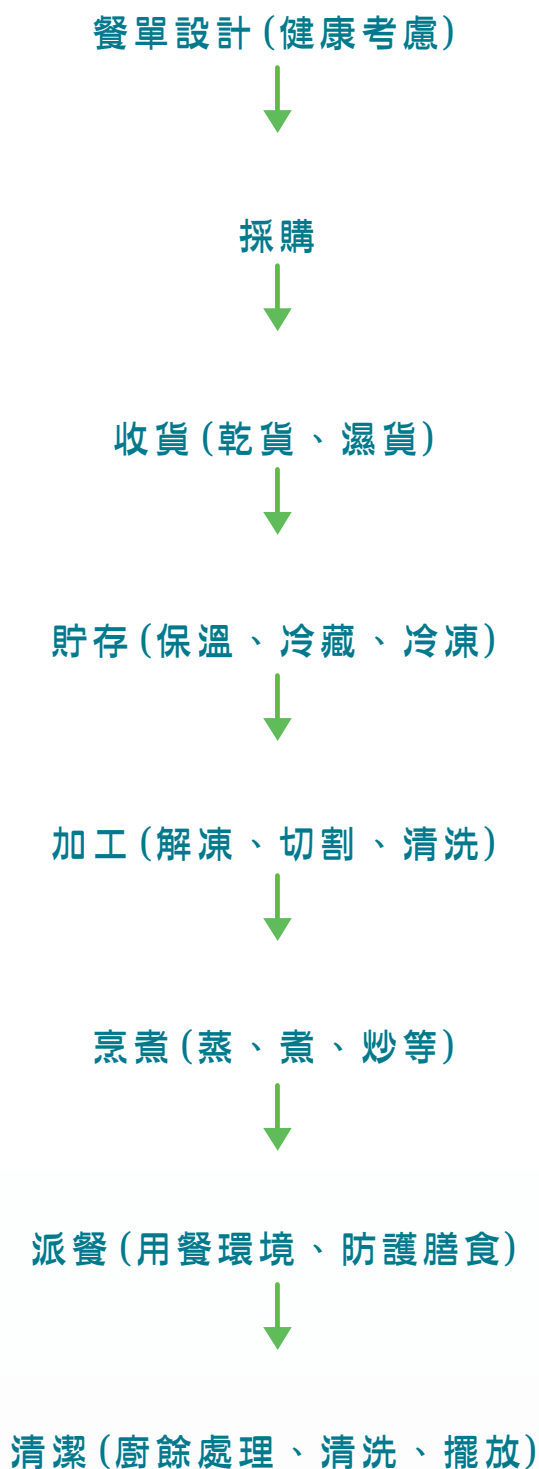 餐單設計(健康考慮)
採購
收貨(乾貨、濕貨)
貯存(保溫、冷藏、冷凍)
加工(解凍、切割、清洗)
烹煮(蒸、煮、炒等)
派餐(用餐環境、防護膳食)
清潔(廚餘處理、清洗、擺放)